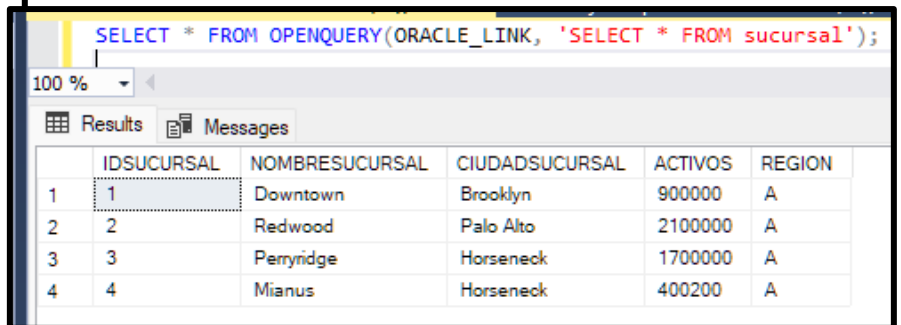 SELECT * FROM OPENQUERY(ORACLE_LINK, 'SELECT * FROM sucursal');
100 %
Results Messages
IDSUCURSAL NOMBRESUCURSAL CIUDADSUCURSAL ACTIVOS REGION
1 1 Downtown Brooklyn 900000 A
2 2 Redwood Palo Alto 2100000 A
3 3 Perryridge Horseneck 1700000 A
4 4 Mianus Horseneck 400200 A